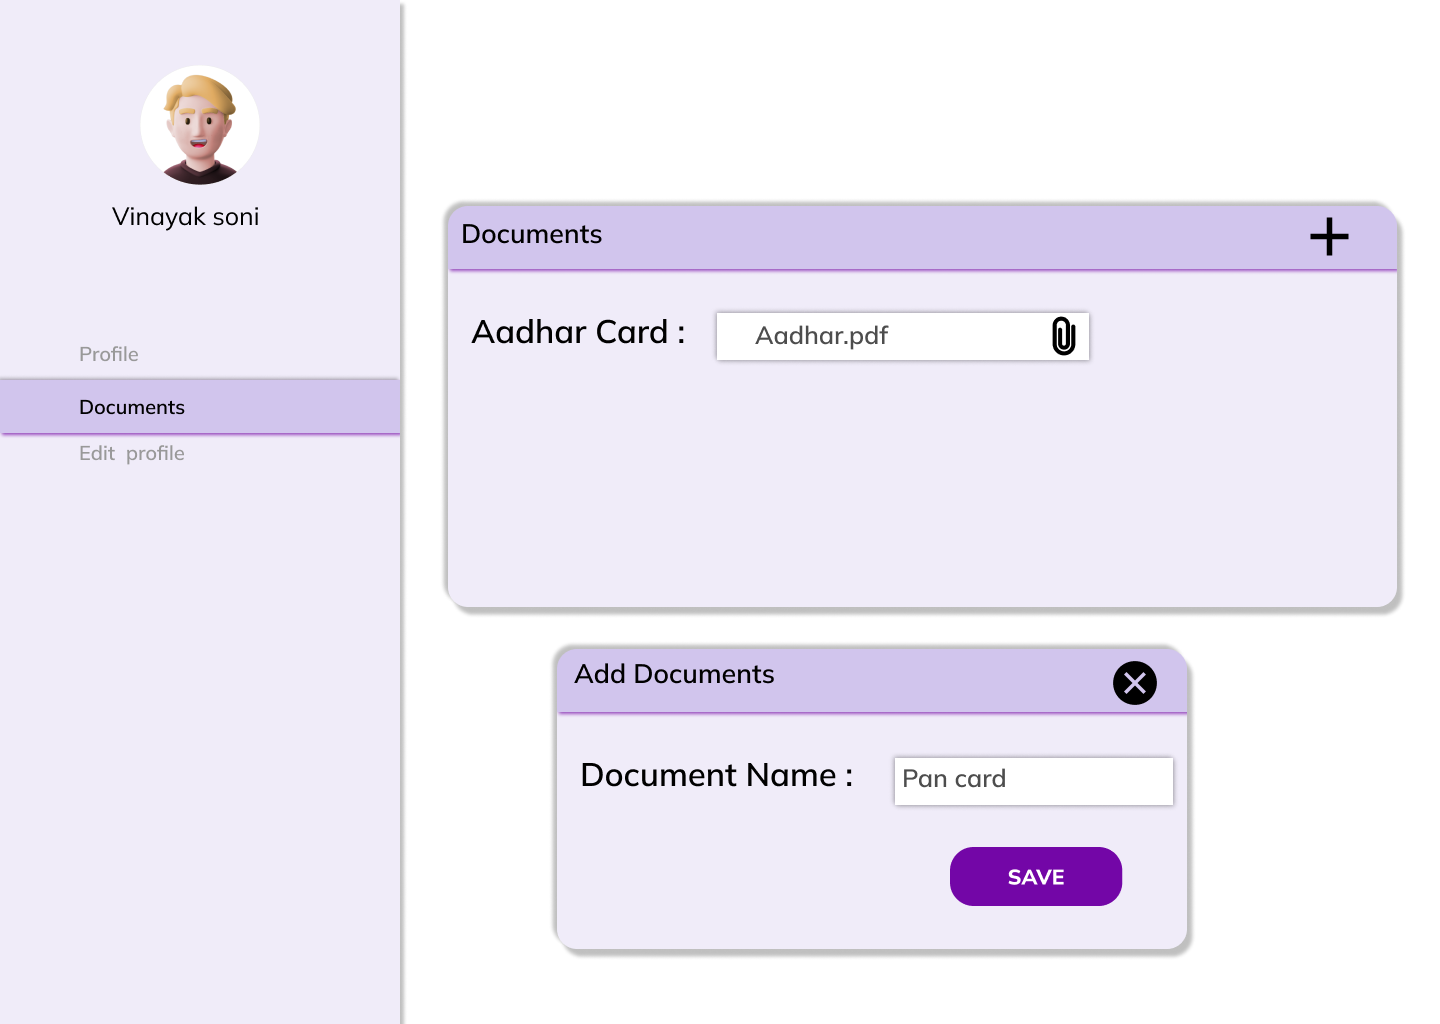 Vinayak soni
Profile
Documents
Edit profile
Documents
Aadhar Card :
Aadhar.pdf
Add Documents
Document Name :
Pan card
SAVE